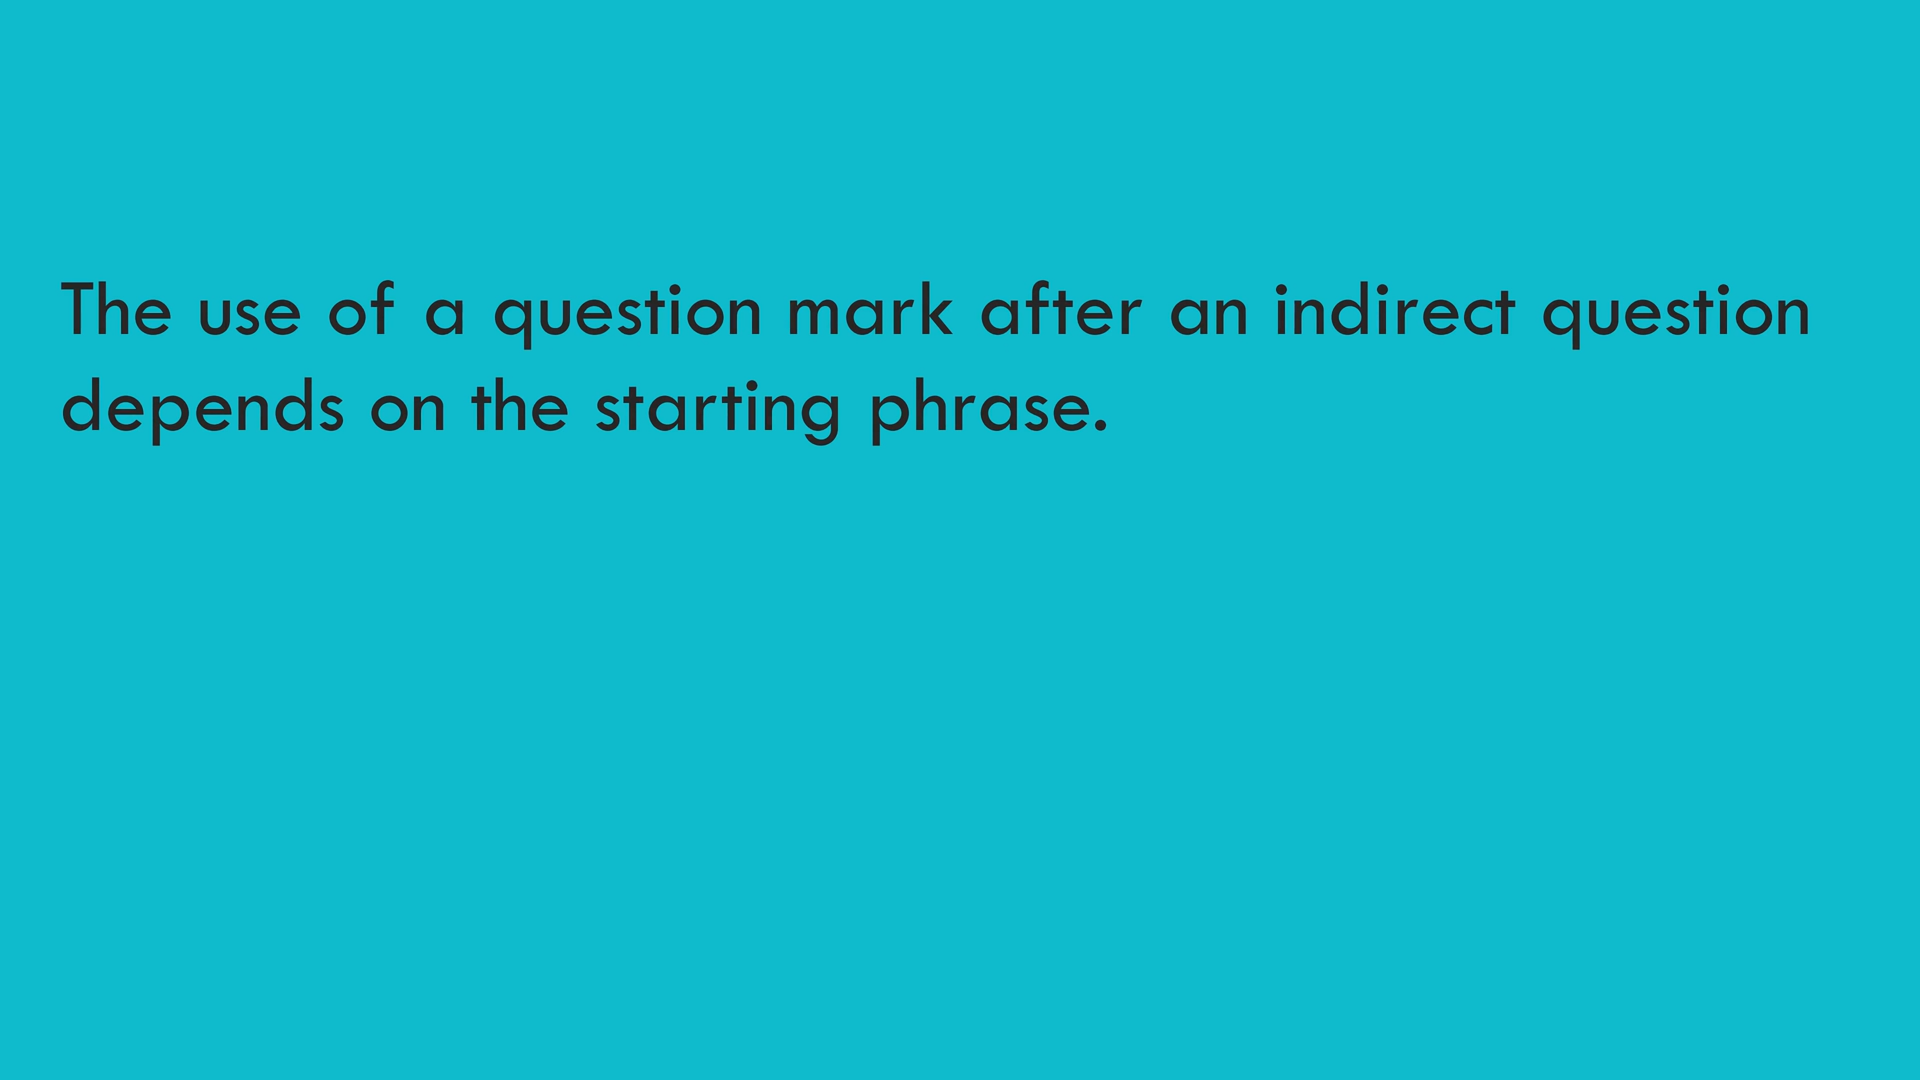 The use of a question mark after an indirect question
depends on the starting phrase.